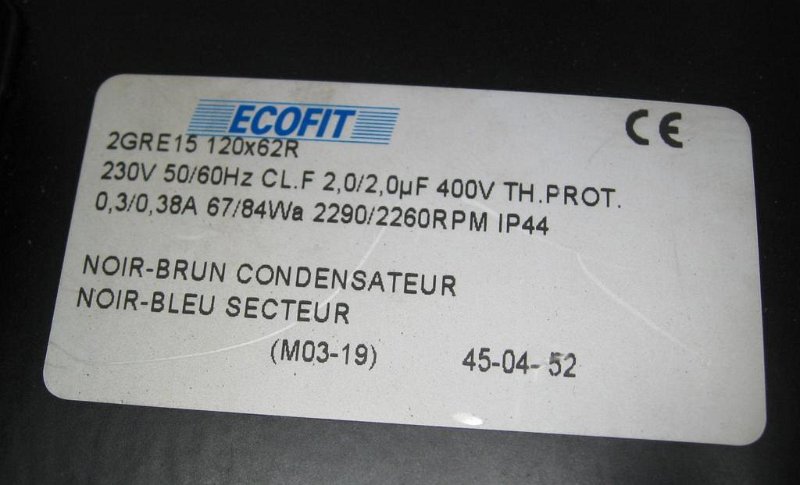 ECOFIT CE
2GRE15 120x62R
230V 50/60Hz CL.F 2,0/2,0µF 400V TH.PROT.
0,3/0,38A 67/84Wa 2290/2260RPM IP44
NOIR-BRUN CONDENSATEUR
NOIR-BLEU SECTEUR
(M03-19) 45-04- 52